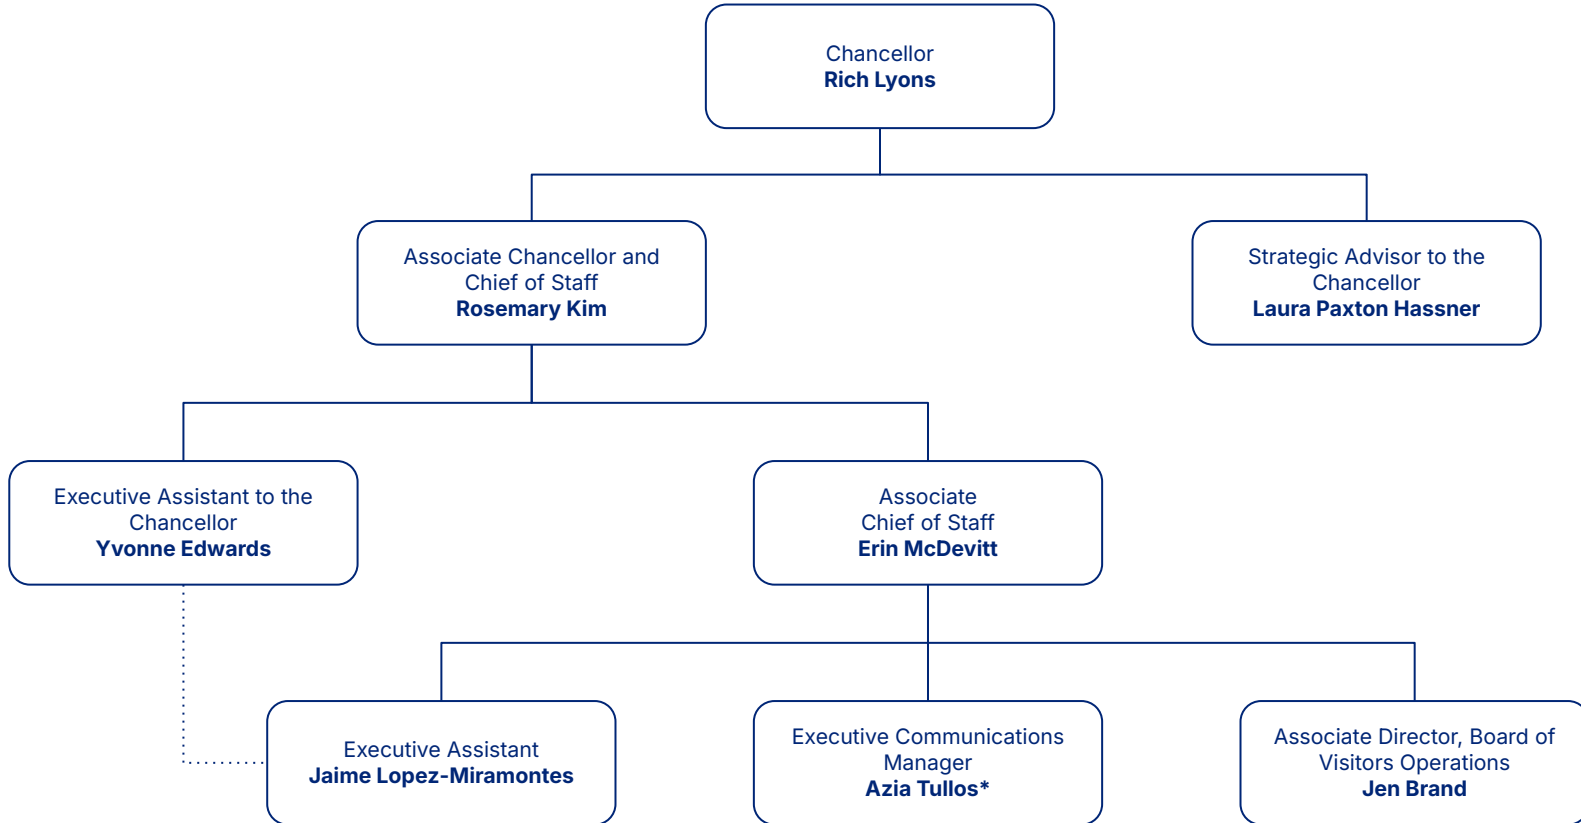 Chancellor
Rich Lyons
Associate Chancellor and
Chief of Staff
Rosemary Kim
Strategic Advisor to the
Chancellor
Laura Paxton Hassner
Executive Assistant to the
Chancellor
Yvonne Edwards
Associate
Chief of Staff
Erin McDevitt
Executive Assistant
Jaime Lopez-Miramontes
Executive Communications
Manager
Azia Tullos*
Associate Director, Board of
Visitors Operations
Jen Brand